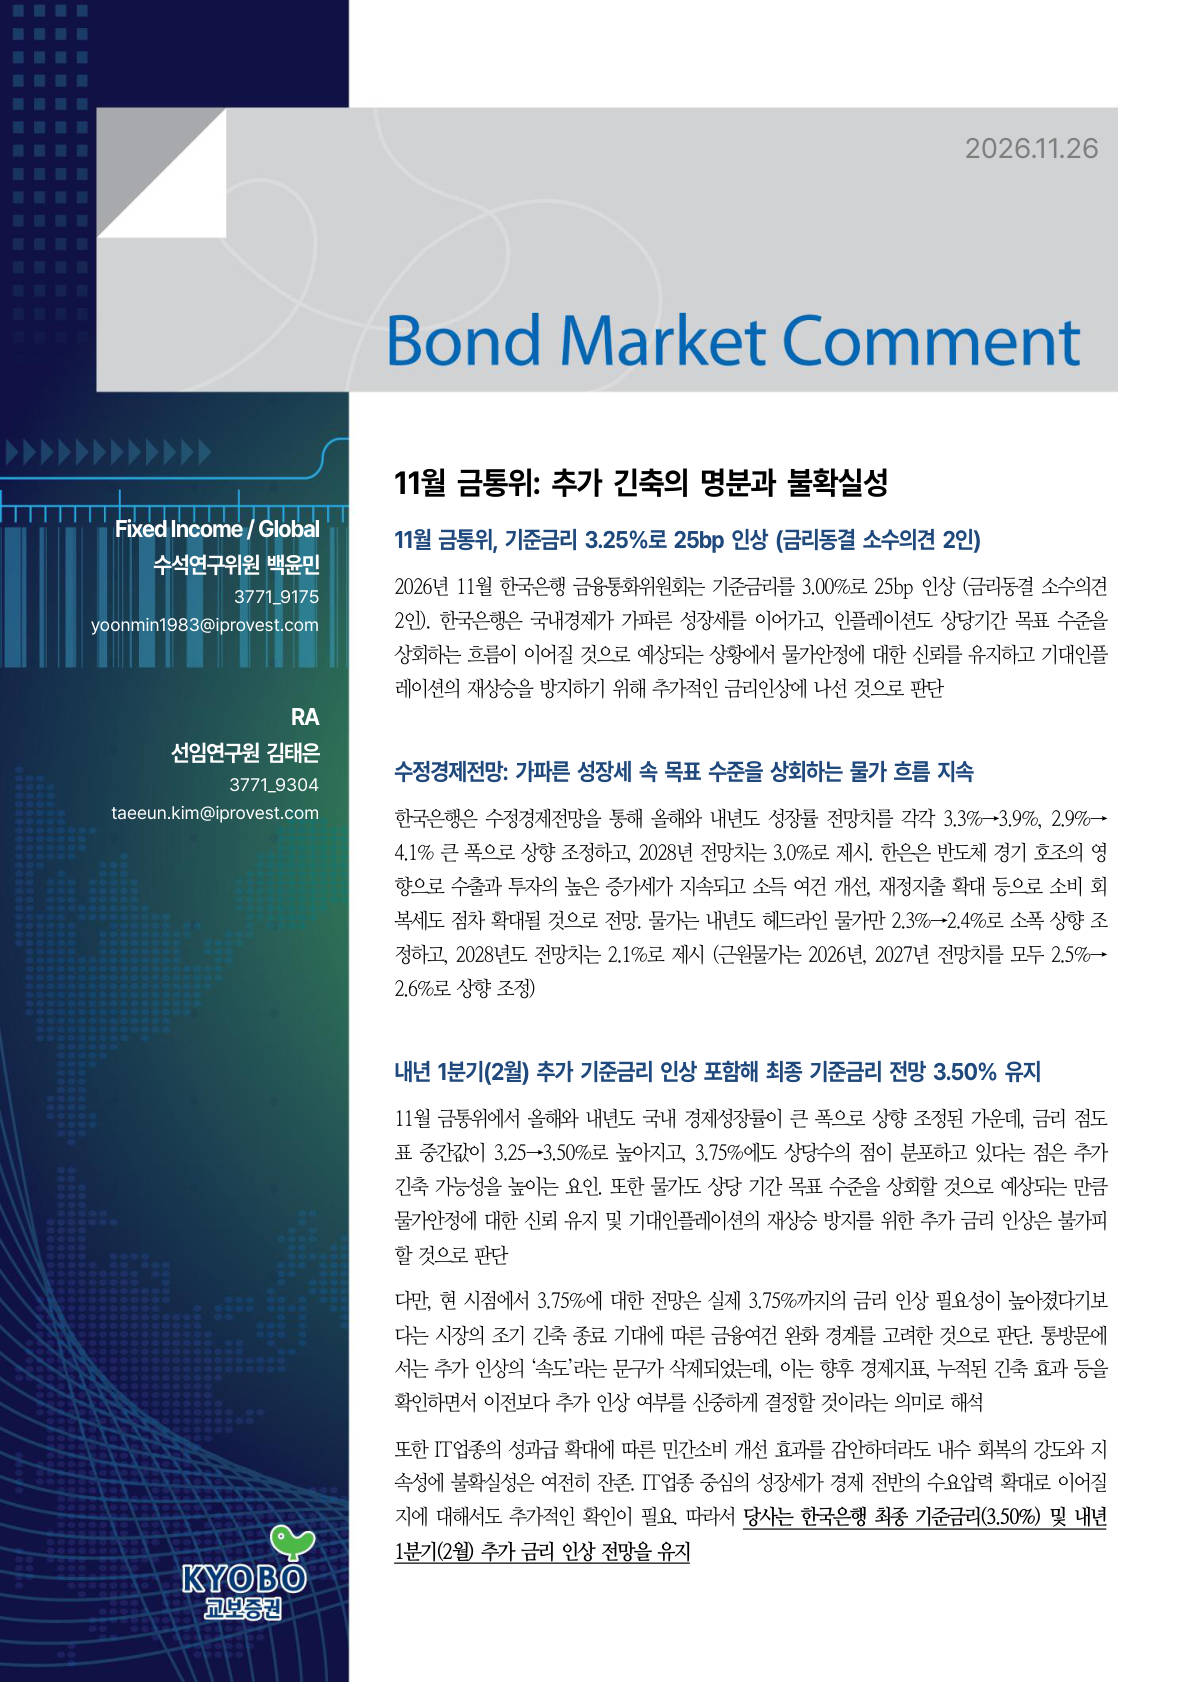 2026.11.26
Bond Market Comment
Fixed Income / Global
수석연구위원 백윤민
3771_9175
yoonmin1983@iprovest.com
RA
선임연구원 김태은
3771_9304
taeeun.kim@iprovest.com
KYOBO
교보증권
11월 금통위: 추가 긴축의 명분과 불확실성
11월 금통위, 기준금리 3.25%로 25bp 인상 (금리동결 소수의견 2인)
2026년 11월 한국은행 금융통화위원회는 기준금리를 3.00%로 25bp 인상 (금리동결 소수의견
2인). 한국은행은 국내경제가 가파른 성장세를 이어가고, 인플레이션도 상당기간 목표 수준을
상회하는 흐름이 이어질 것으로 예상되는 상황에서 물가안정에 대한 신뢰를 유지하고 기대인플
레이션의 재상승을 방지하기 위해 추가적인 금리인상에 나선 것으로 판단
수정경제전망: 가파른 성장세 속 목표 수준을 상회하는 물가 흐름 지속
한국은행은 수정경제전망을 통해 올해와 내년도 성장률 전망치를 각각 3.3%→3.9%, 2.9%→
4.1% 큰 폭으로 상향 조정하고, 2028년 전망치는 3.0%로 제시. 한은은 반도체 경기 호조의 영
향으로 수출과 투자의 높은 증가세가 지속되고 소득 여건 개선, 재정지출 확대 등으로 소비 회
복세도 점차 확대될 것으로 전망. 물가는 내년도 헤드라인 물가만 2.3%→2.4%로 소폭 상향 조
정하고, 2028년도 전망치는 2.1%로 제시 (근원물가는 2026년, 2027년 전망치를 모두 2.5%→
2.6%로 상향 조정)
내년 1분기(2월) 추가 기준금리 인상 포함해 최종 기준금리 전망 3.50% 유지
11월 금통위에서 올해와 내년도 국내 경제성장률이 큰 폭으로 상향 조정된 가운데, 금리 점도
표 중간값이 3.25→3.50%로 높아지고, 3.75%에도 상당수의 점이 분포하고 있다는 점은 추가
긴축 가능성을 높이는 요인. 또한 물가도 상당 기간 목표 수준을 상회할 것으로 예상되는 만큼
물가안정에 대한 신뢰 유지 및 기대인플레이션의 재상승 방지를 위한 추가 금리 인상은 불가피
할 것으로 판단
다만, 현 시점에서 3.75%에 대한 전망은 실제 3.75%까지의 금리 인상 필요성이 높아졌다기보
다는 시장의 조기 긴축 종료 기대에 따른 금융여건 완화 경계를 고려한 것으로 판단. 통방문에
서는 추가 인상의 ‘속도’라는 문구가 삭제되었는데, 이는 향후 경제지표, 누적된 긴축 효과 등을
확인하면서 이전보다 추가 인상 여부를 신중하게 결정할 것이라는 의미로 해석
또한 IT업종의 성과급 확대에 따른 민간소비 개선 효과를 감안하더라도 내수 회복의 강도와 지
속성에 불확실성은 여전히 잔존. IT업종 중심의 성장세가 경제 전반의 수요압력 확대로 이어질
지에 대해서도 추가적인 확인이 필요. 따라서 당사는 한국은행 최종 기준금리(3.50%) 및 내년
1분기(2월) 추가 금리 인상 전망을 유지